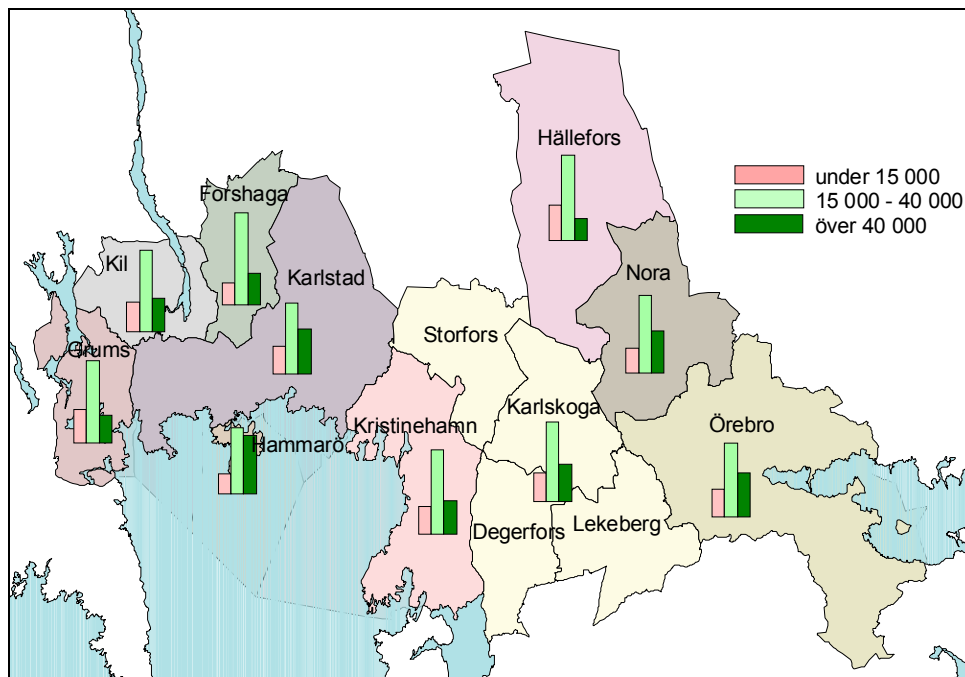 Hällefors
under 15 000
15 000 - 40 000
över 40 000
Forshaga
Kil
Karlstad
Nora
Storfors
Grums
Karlskoga
Kristinehamn
Örebro
Hammarö
Degerfors
Lekeberg